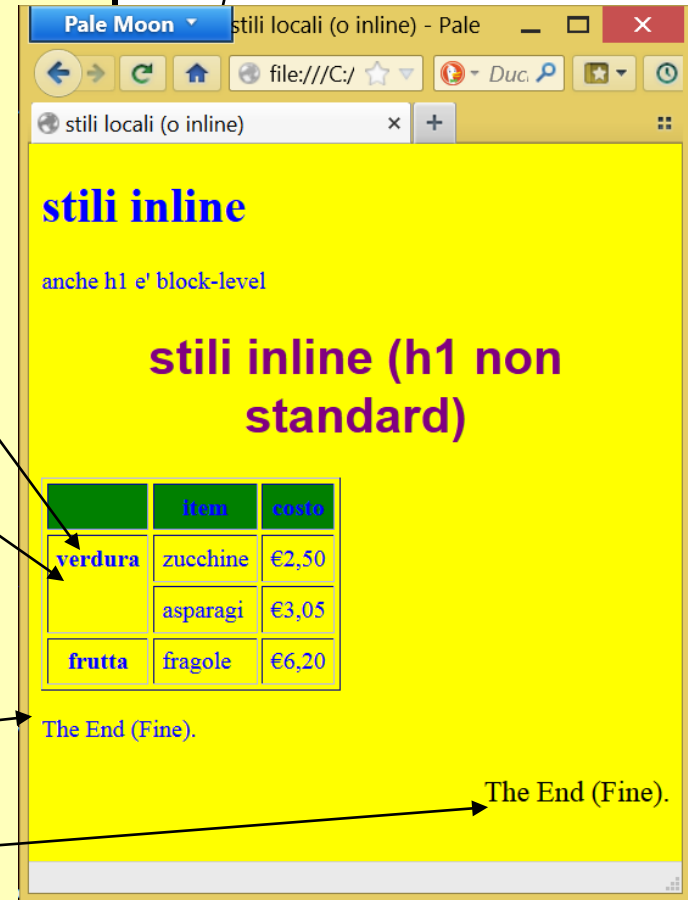 Pale Moon
stili locali (o inline) - Pale
file:///C:/
Duc
stili locali (o inline)
stili inline
anche h1 e' block-level
stili inline (h1 non
standard)
item costo
verdura zucchine €2,50
asparagi €3,05
frutta fragole €6,20
The End (Fine).
The End (Fine).